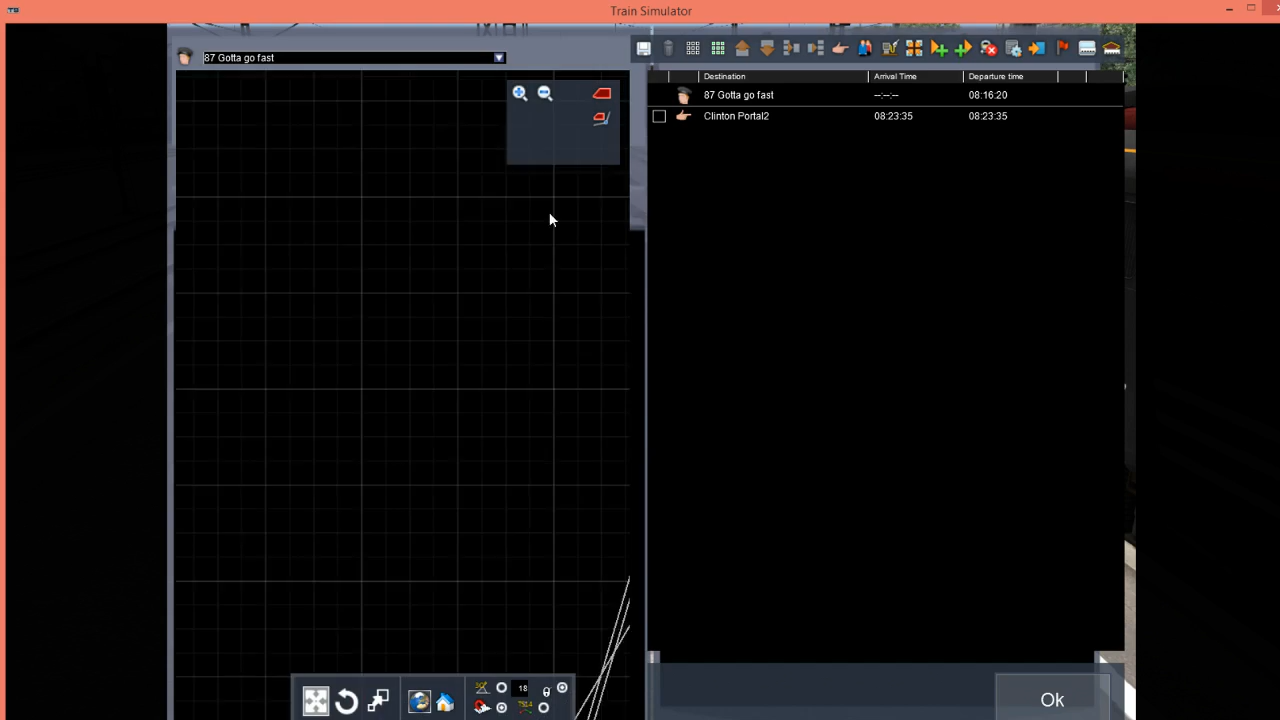 Train Simulator
87 Gotta go fast
Destination Arrival Time Departure time
87 Gotta go fast --:--:-- 08:16:20
Clinton Portal2 08:23:35 08:23:35
18
Ok